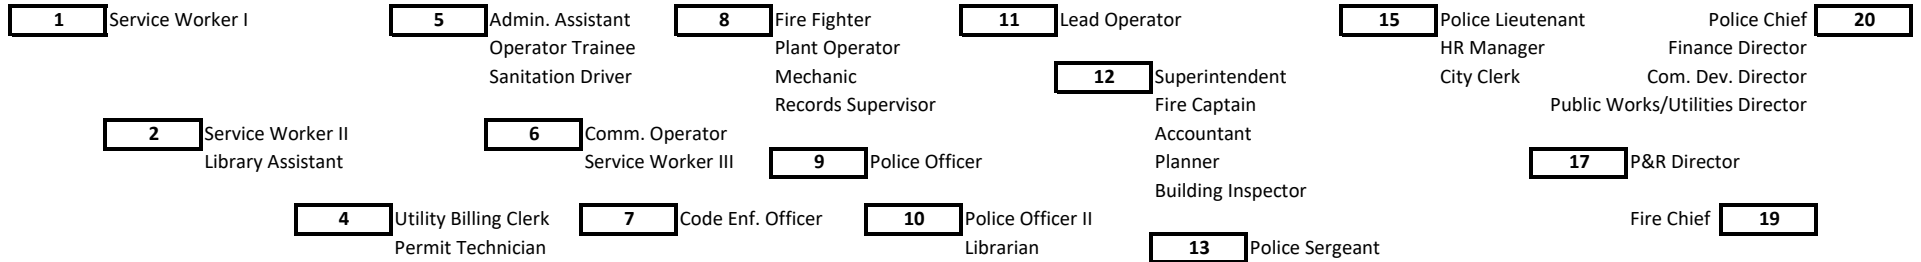 1 Service Worker I 5 Admin. Assistant 8 Fire Fighter 11 Lead Operator 15 Police Lieutenant Police Chief 20
Operator Trainee Plant Operator HR Manager Finance Director
Sanitation Driver Mechanic 12 Superintendent City Clerk Com. Dev. Director
Records Supervisor Fire Captain Public Works/Utilities Director
2 Service Worker II 6 Comm. Operator Accountant
Library Assistant Service Worker III 9 Police Officer Planner 17 P&R Director
Building Inspector
4 Utility Billing Clerk 7 Code Enf. Officer 10 Police Officer II Fire Chief 19
Permit Technician Librarian 13 Police Sergeant